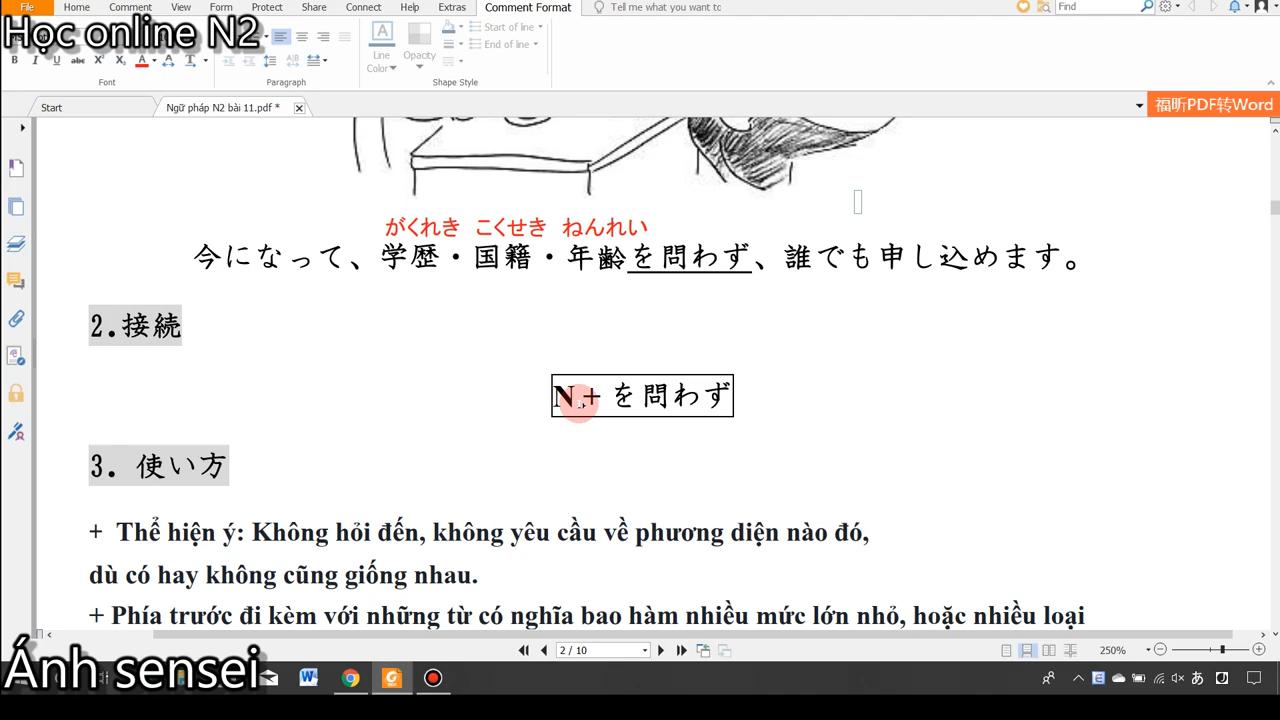 File Home Comment View Form Protect Share Connect Help Extras Comment Format Tell me what you want to Find
Học online N2
Line Color Opacity Start of line
End of line
Font Paragraph Shape Style
Start Ngữ pháp N2 bài 11.pdf * 福昕PDF转Word
がくれき こくせき ねんれい
今になって、学歴・国籍・年齢を問わず、誰でも申し込めます。
2.接続
N + を問わず
3. 使い方
+ Thể hiện ý: Không hỏi đến, không yêu cầu về phương diện nào đó,
dù có hay không cũng giống nhau.
+ Phía trước đi kèm với những từ có nghĩa bao hàm nhiều mức lớn nhỏ, hoặc nhiều loại
2 / 10 250%
Ánh sensei
あ